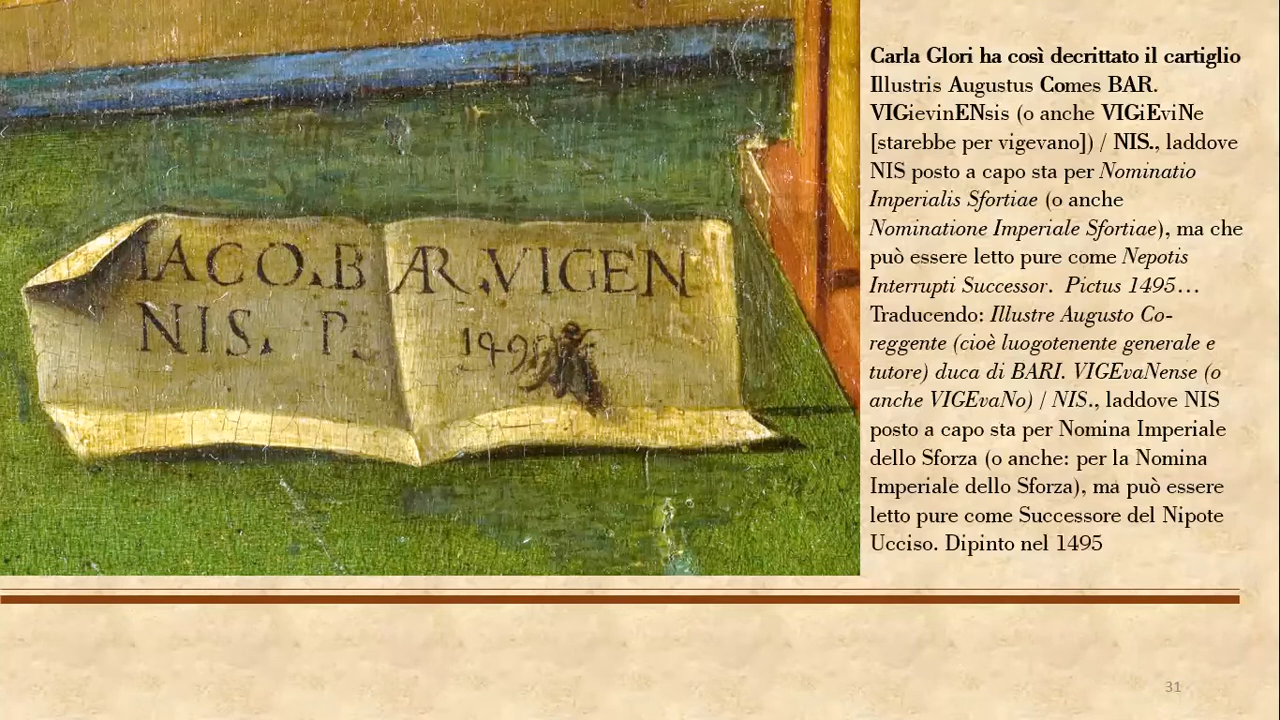 IACO.BAR.VIGEN
NIS. P. 149
Carla Glori ha così decrittato il cartiglio
Illustris Augustus Comes BAR.
VIGievinENsis (o anche VIGiEviNe
[starebbe per vigevano]) / NIS., laddove
NIS posto a capo sta per Nominatio
Imperialis Sfortiae (o anche
Nominatione Imperiale Sfortiae), ma che
può essere letto pure come Nepotis
Interrupti Successor. Pictus 1495…
Traducendo: Illustre Augusto Co-
reggente (cioè luogotenente generale e
tutore) duca di BARI. VIGEvaNense (o
anche VIGEvaNo) / NIS., laddove NIS
posto a capo sta per Nomina Imperiale
dello Sforza (o anche: per la Nomina
Imperiale dello Sforza), ma può essere
letto pure come Successore del Nipote
Ucciso. Dipinto nel 1495
31